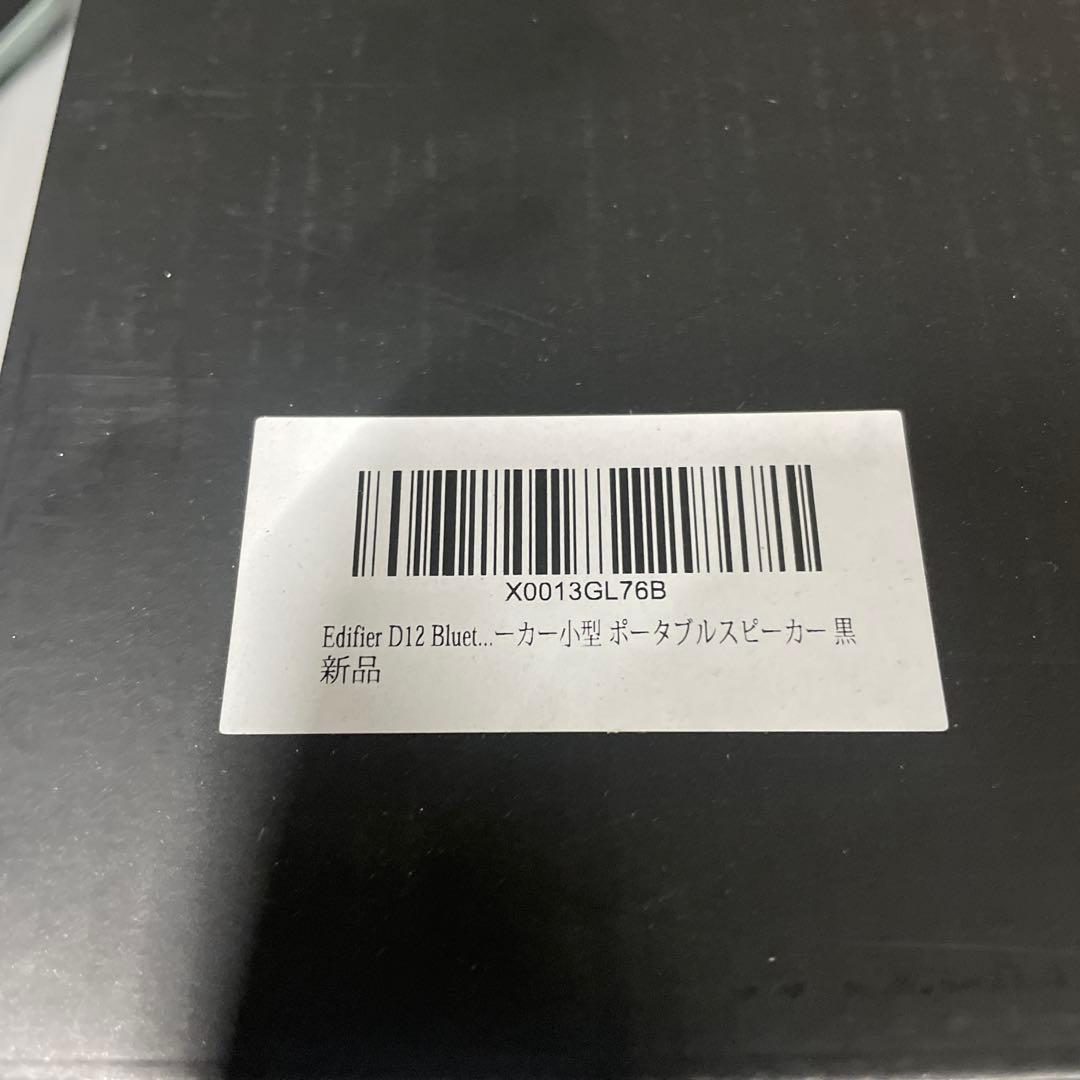 X0013GL76B
Edifier D12 Bluet...ーカー小型 ポータブルスピーカー 黒
新品